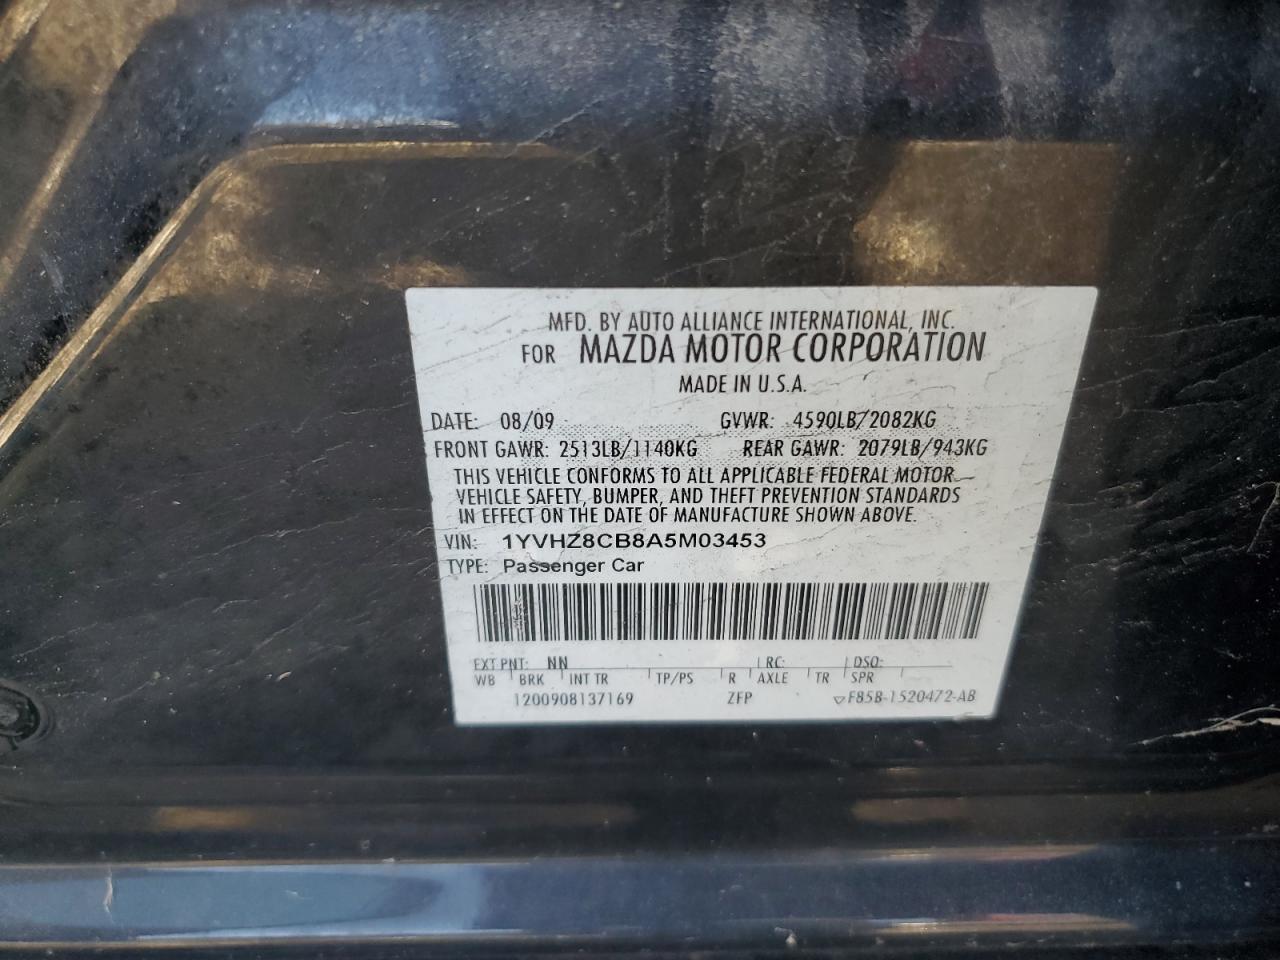 MFD. BY AUTO ALLIANCE INTERNATIONAL, INC.
FOR MAZDA MOTOR CORPORATION
MADE IN U.S.A.
DATE: 08/09 GVWR: 4590LB/2082KG
FRONT GAWR: 2513LB/1140KG REAR GAWR: 2079LB/943KG
THIS VEHICLE CONFORMS TO ALL APPLICABLE FEDERAL MOTOR
VEHICLE SAFETY, BUMPER, AND THEFT PREVENTION STANDARDS
IN EFFECT ON THE DATE OF MANUFACTURE SHOWN ABOVE.
VIN: 1YVHZ8CB8A5M03453
TYPE: Passenger Car
EXT PNT: NN RC: DSO:
WB BRK INT TR TP/PS R AXLE TR SPR
1200908137169 ZFP ▽F85B-1520472-AB